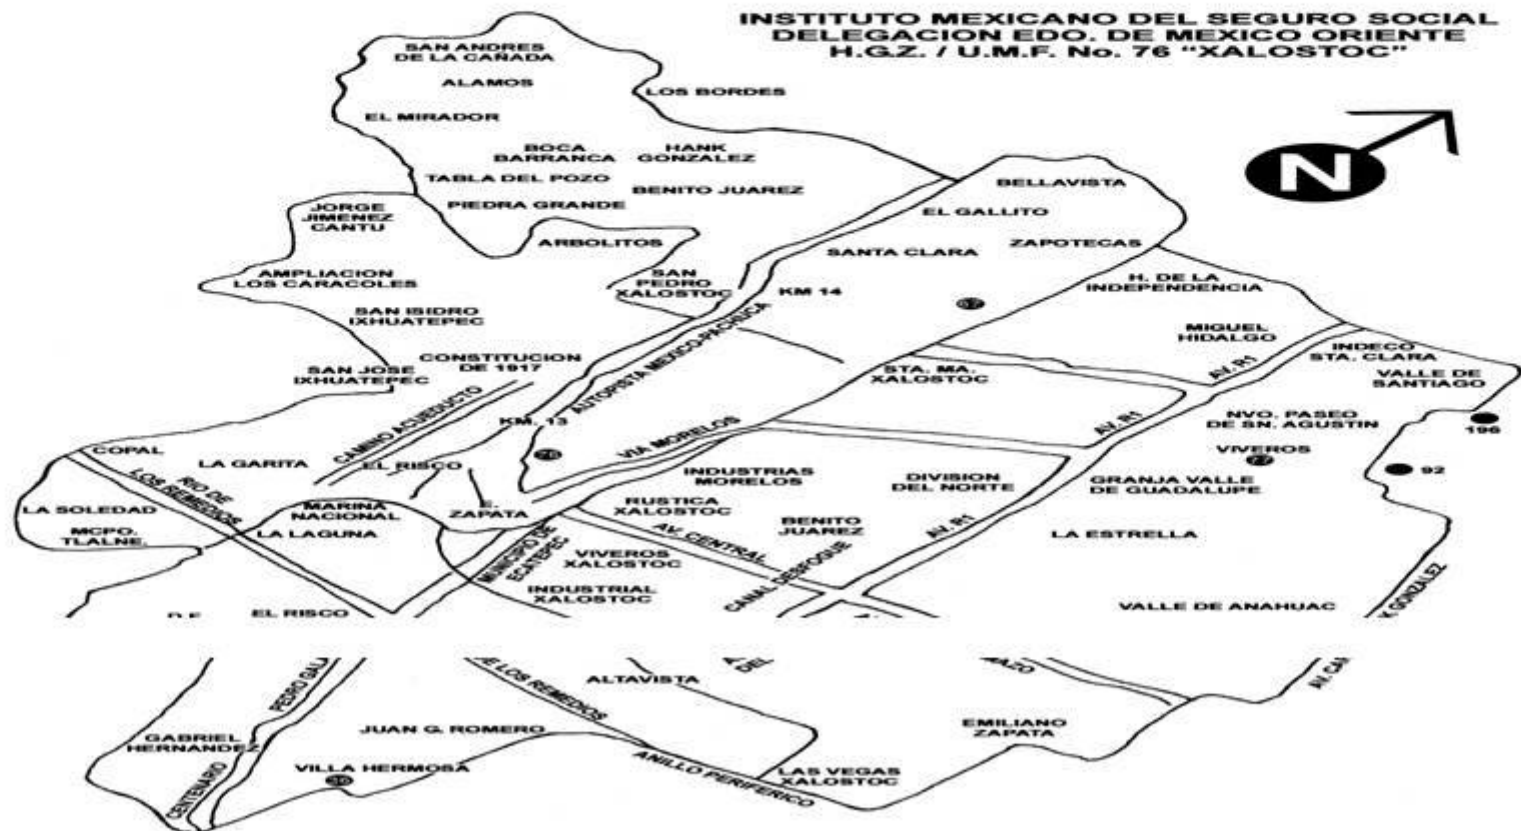 INSTITUTO MEXICANO DEL SEGURO SOCIAL
DELEGACION EDO. DE MEXICO ORIENTE
H.G.Z. / U.M.F. No. 76 “XALOSTOC”
N
SAN ANDRES
DE LA CAÑADA
ALAMOS
LOS BORDES
EL MIRADOR
BOCA
BARRANCA
HANK
GONZALEZ
TABLA DEL POZO
BENITO JUAREZ
PIEDRA GRANDE
BELLAVISTA
EL GALLITO
JORGE
JIMENEZ
CANTU
ARBOLITOS
SANTA CLARA
ZAPOTECAS
AMPLIACION
LOS CARACOLES
SAN
PEDRO
XALOSTOC
KM 14
H. DE LA
INDEPENDENCIA
SAN ISIDRO
IXHUATEPEC
AUTOPISTA MEXICO-PACHUCA
MIGUEL
HIDALGO
AV. R1
INDECO
STA. CLARA
SAN JOSE
IXHUATEPEC
CONSTITUCION
DE 1917
STA. MA.
XALOSTOC
VALLE DE
SANTIAGO
CAMINO ACUEDUCTO
KM. 13
VIA MORELOS
AV. R1
NVO. PASEO
DE SN. AGUSTIN
196
COPAL
LA GARITA
EL RISCO
VIVEROS
92
RIO DE
LOS REMEDIOS
INDUSTRIAS
MORELOS
DIVISION
DEL NORTE
GRANJA VALLE
DE GUADALUPE
LA SOLEDAD
MARINA
NACIONAL
E.
ZAPATA
RUSTICA
XALOSTOC
MCPO.
TLALNE.
LA LAGUNA
AV. CENTRAL
BENITO
JUAREZ
AV. R1
LA ESTRELLA
MUNICIPIO DE
ECATEPEC
VIVEROS
XALOSTOC
CANAL DESFOGUE
INDUSTRIAL
XALOSTOC
EL RISCO
VALLE DE ANAHUAC
K GONZALEZ
PEDRO GALA
E LOS REMEDIOS
ALTAVISTA
DEL
MAZO
GABRIEL
HERNANDEZ
JUAN G. ROMERO
EMILIANO
ZAPATA
CENTENARIO
VILLA HERMOSA
ANILLO PERIFERICO
LAS VEGAS
XALOSTOC